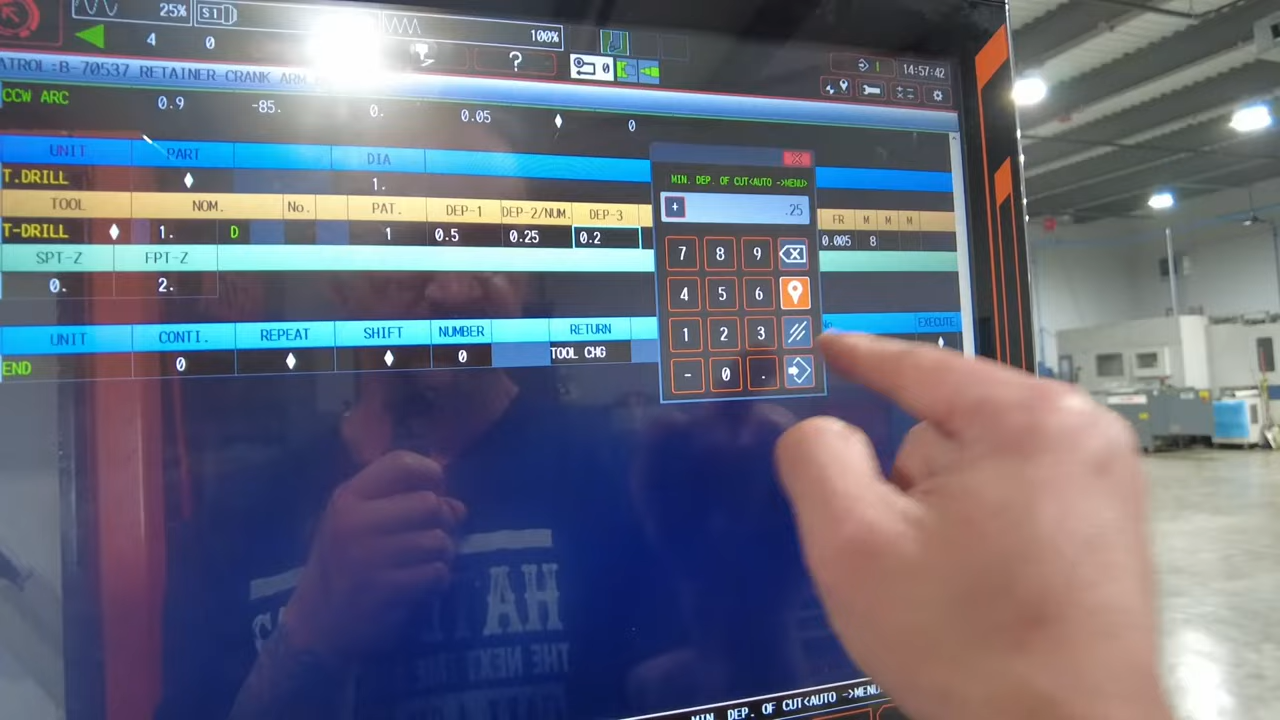 25% S1
4 0 100% ? 0 14:57:42
ATROL:B-70537 RETAINER-CRANK ARM
CCW ARC 0.9 -85. 0. 0.05 ♦ 0
UNIT PART DIA
T.DRILL ♦ 1.
TOOL NOM. No. PAT. DEP-1 DEP-2/NUM. DEP-3 FR M M M
T-DRILL ♦ 1. D 1 0.5 0.25 0.2 0.005 8
SPT-Z FPT-Z
0. 2.
UNIT CONTI. REPEAT SHIFT NUMBER RETURN EXECUTE
END 0 ♦ ♦ 0 TOOL CHG ♦
MIN. DEP. OF CUT<AUTO ->MENU>
+ .25
7 8 9
4 5 6
1 2 3 //
- 0 .
HA
THE NEXT
MIN. DEP. OF CUT<AUTO ->MENU